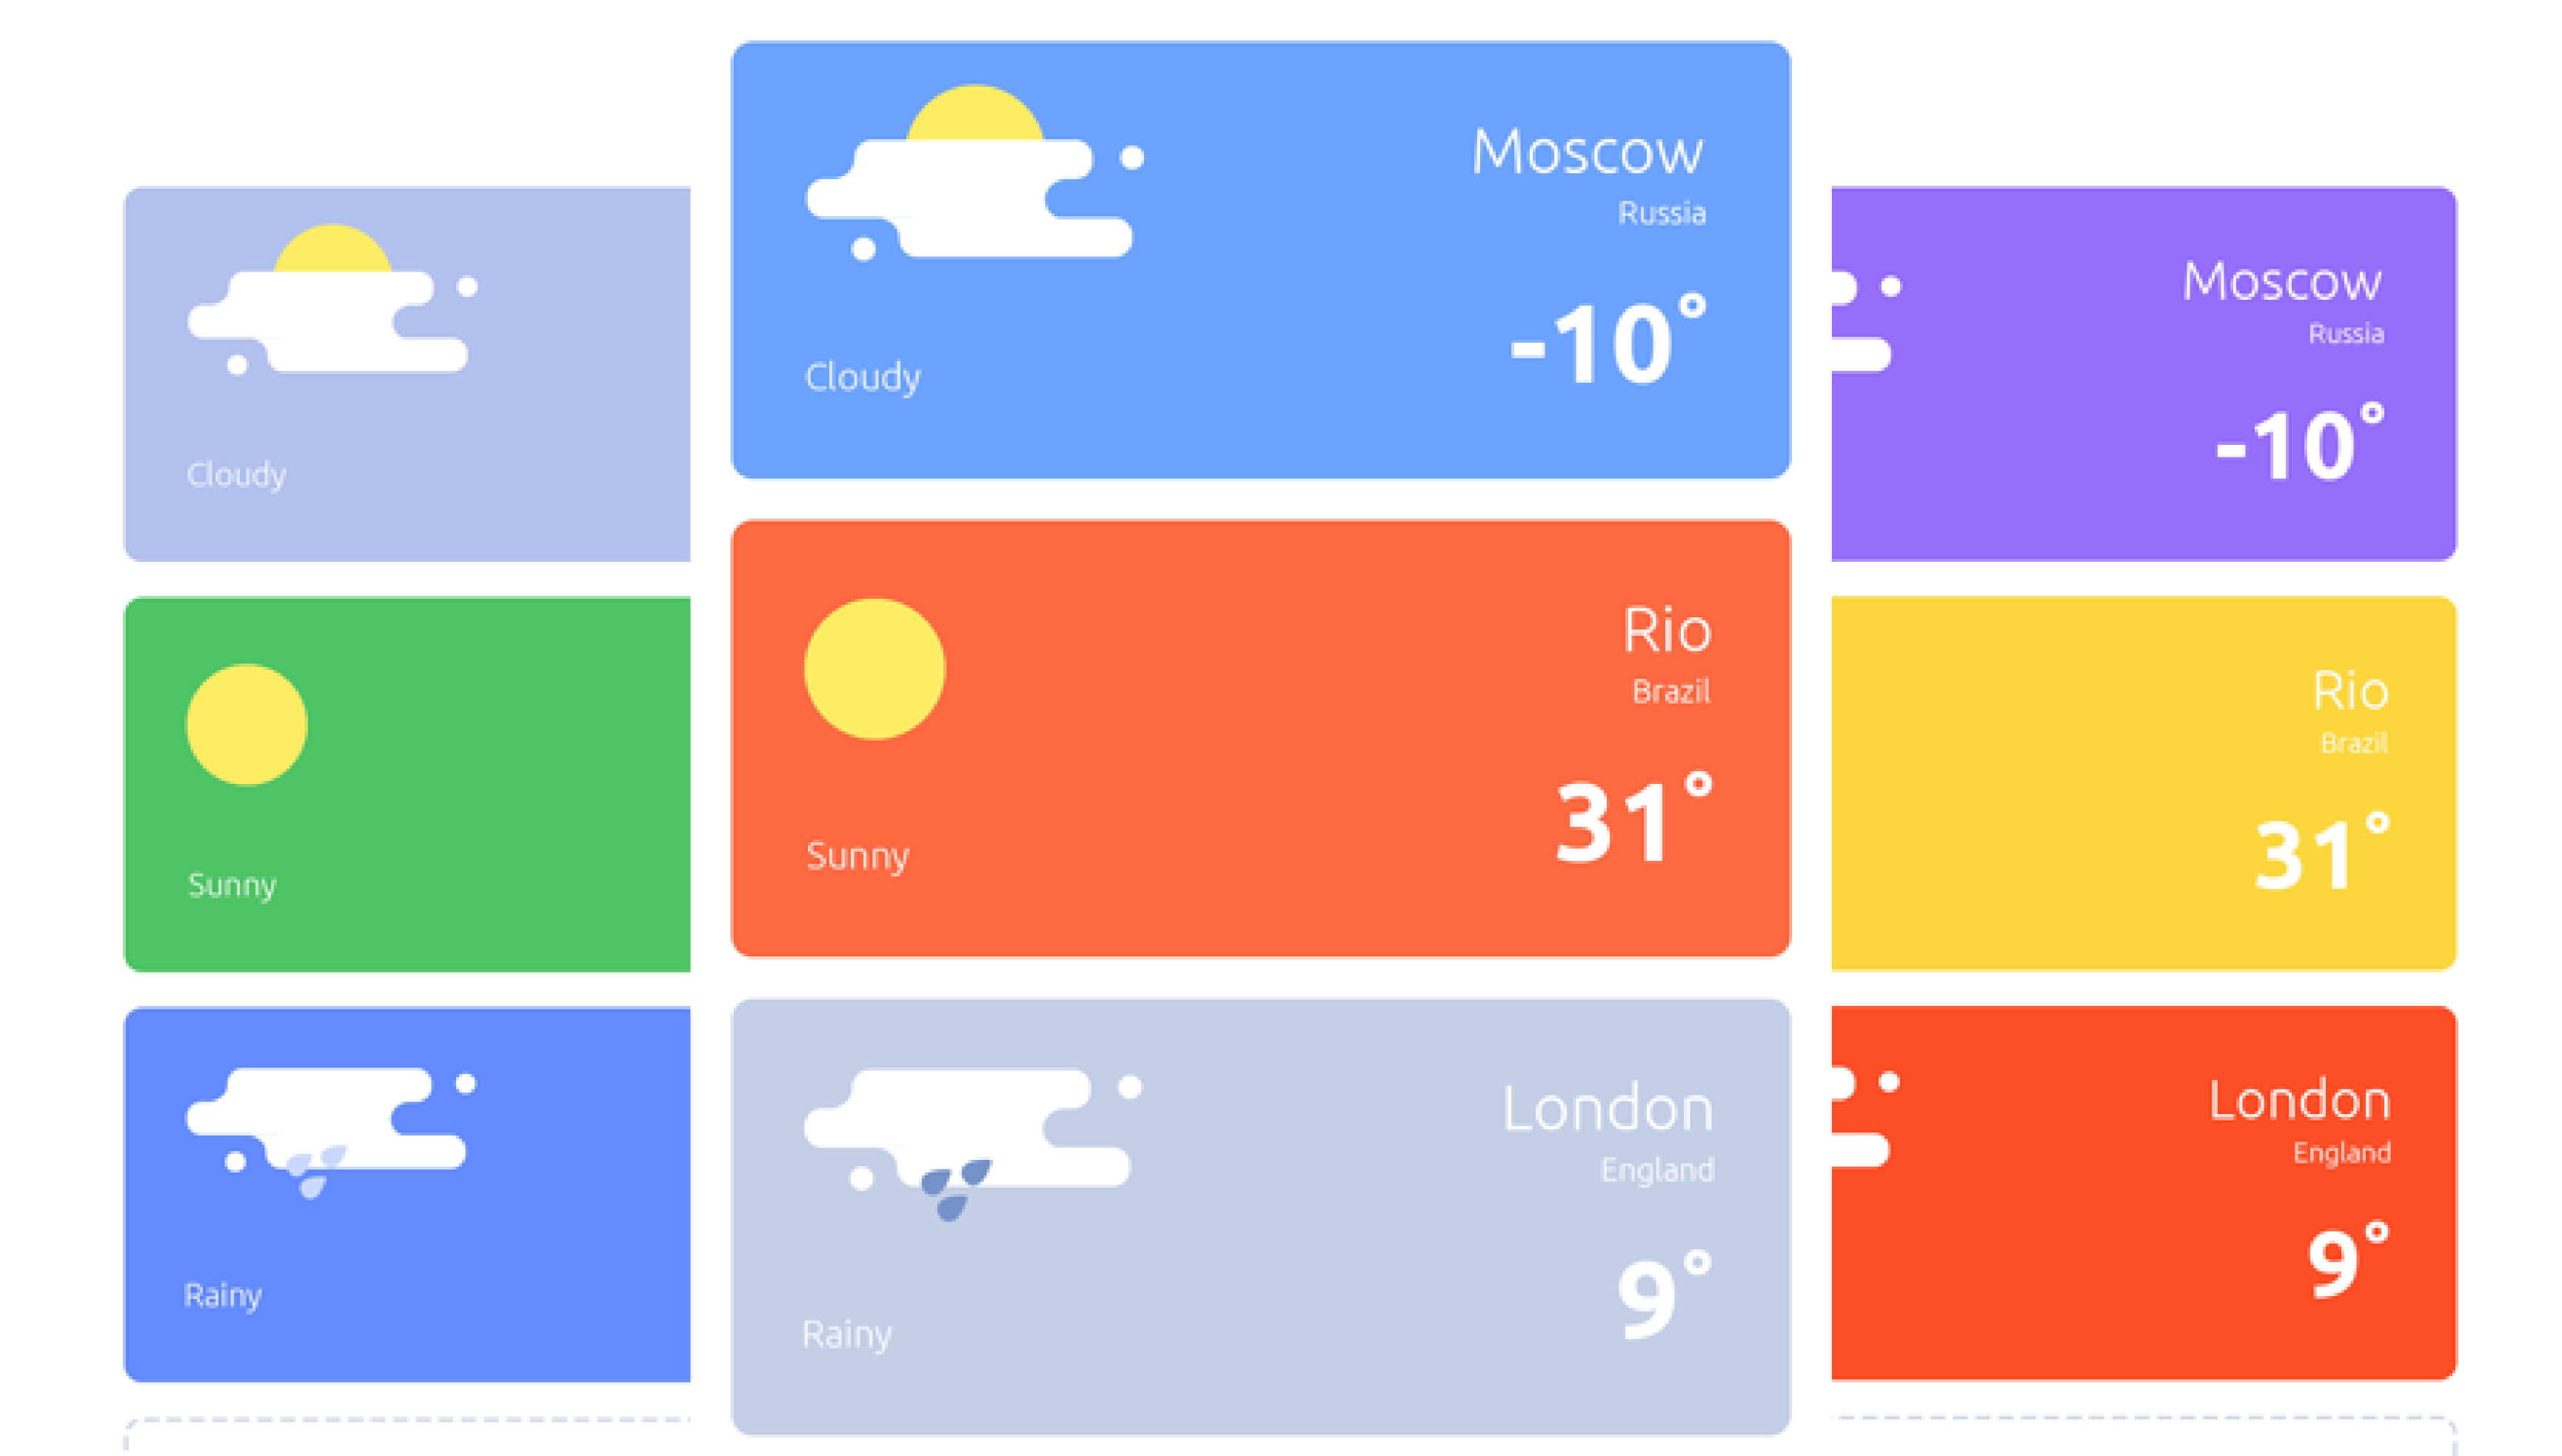 Cloudy
Sunny
Rainy
Moscow
Russia
-10°
Cloudy
Rio
Brazil
31°
Sunny
London
England
9°
Rainy
Moscow
Russia
-10°
Rio
Brazil
31°
London
England
9°